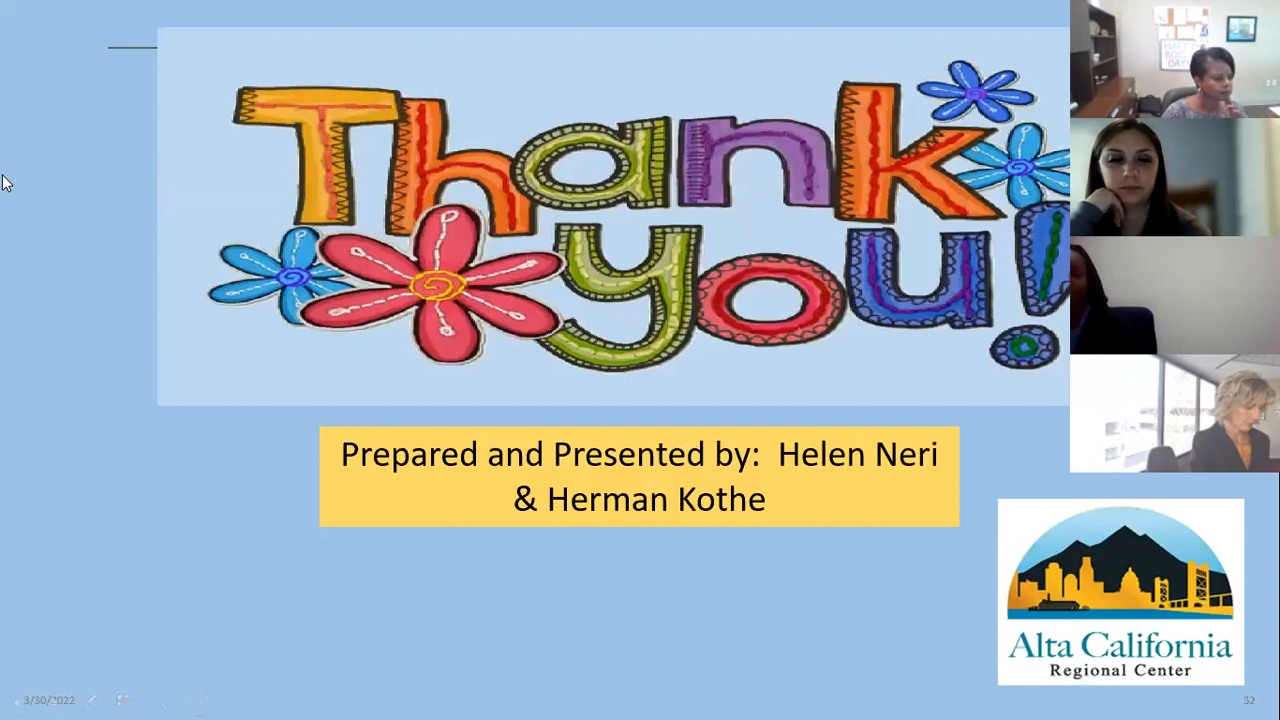 Thank
you!
Prepared and Presented by: Helen Neri
& Herman Kothe
Alta California
Regional Center
3/30/2022
32